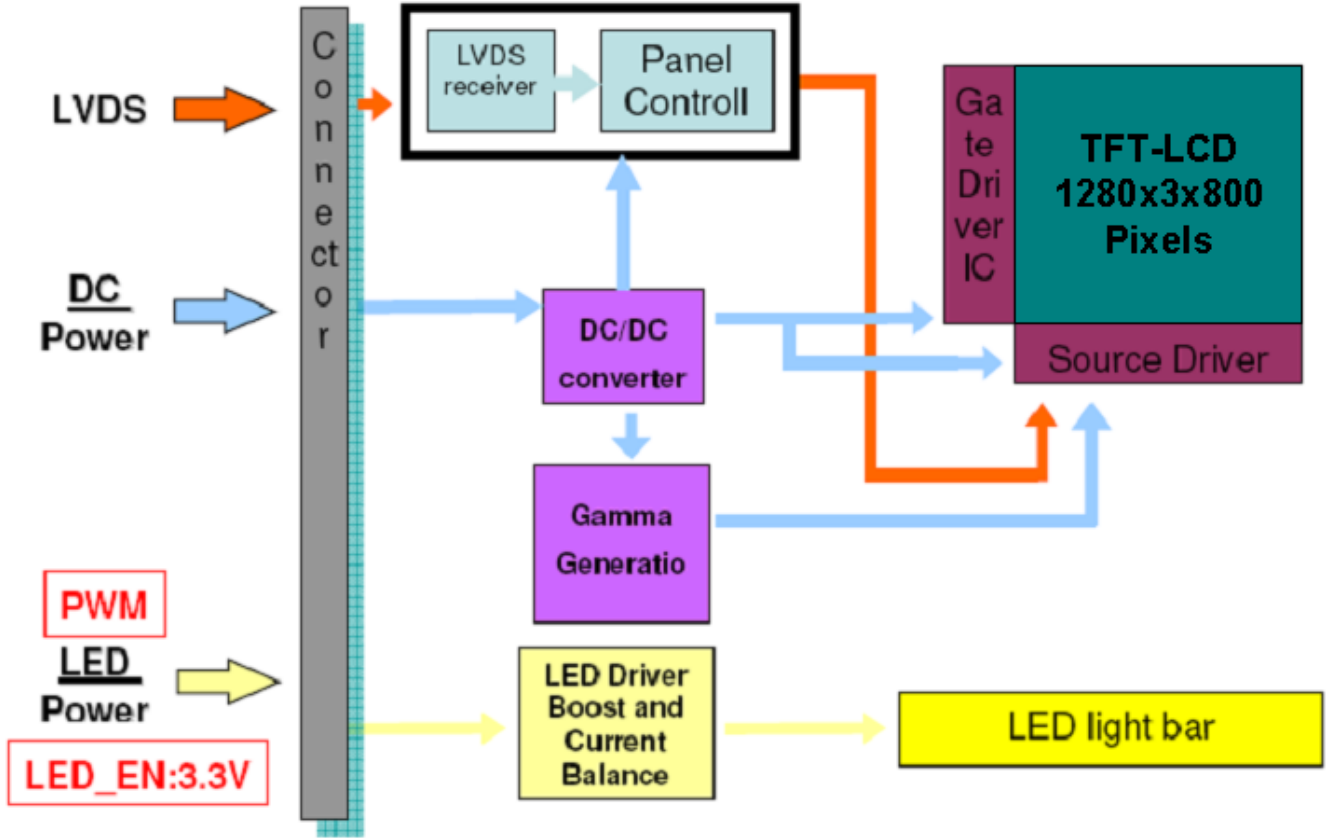 LVDS
DC
Power
PWM
LED
Power
LED_EN:3.3V
C
o
n
n
e
ct
o
r
LVDS
receiver
Panel
Controll
DC/DC
converter
Gamma
Generatio
LED Driver
Boost and
Current
Balance
Ga
te
Dri
ver
IC
TFT-LCD
1280x3x800
Pixels
Source Driver
LED light bar